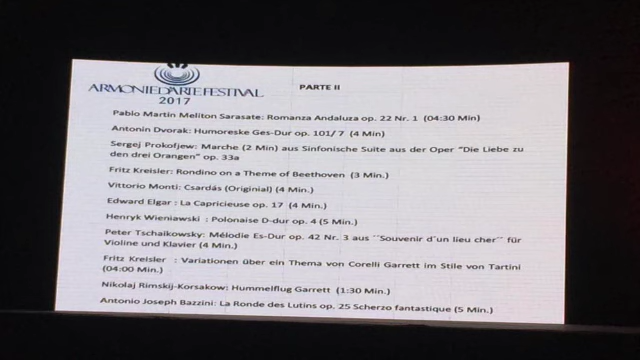 ARMONIED'ARTEFESTIVAL
2017
PARTE II
Pablo Martin Meliton Sarasate: Romanza Andaluza op. 22 Nr. 1 (04:30 Min)
Antonin Dvorak: Humoreske Ges-Dur op. 101/ 7 (4 Min)
Sergej Prokofjew: Marche (2 Min) aus Sinfonische Suite aus der Oper "Die Liebe zu
den drei Orangen" op. 33a
Fritz Kreisler: Rondino on a Theme of Beethoven (3 Min.)
Vittorio Monti: Csardás (Originial) (4 Min.)
Edward Elgar : La Capricieuse op. 17 (4 Min.)
Henryk Wieniawski : Polonaise D-dur op. 4 (5 Min.)
Peter Tschaikowsky: Mélodie Es-Dur op. 42 Nr. 3 aus ´´Souvenir d´un lieu cher´´ für
Violine und Klavier (4 Min.)
Fritz Kreisler : Variationen über ein Thema von Corelli Garrett im Stile von Tartini
(04:00 Min.)
Nikolaj Rimskij-Korsakow: Hummelflug Garrett (1:30 Min.)
Antonio Joseph Bazzini: La Ronde des Lutins op. 25 Scherzo fantastique (5 Min.)